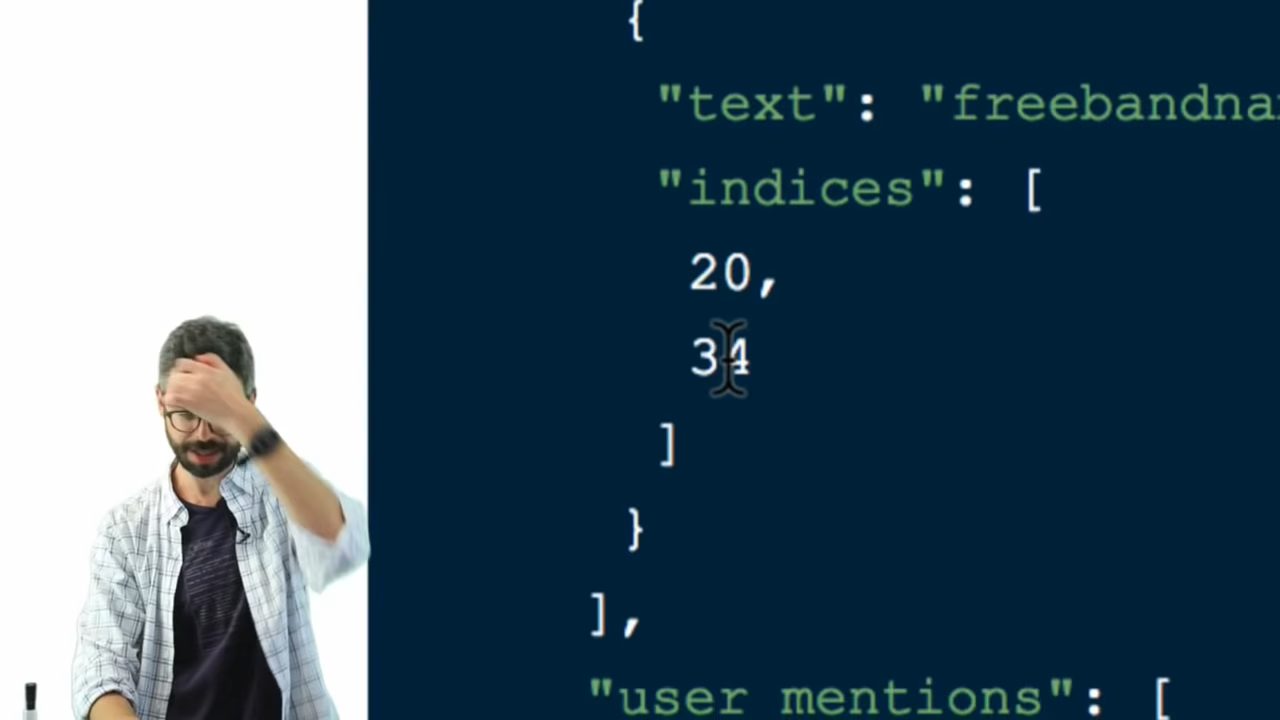 {
"text": "freebandna
"indices": [
20,
34
]
}
],
"user mentions": [